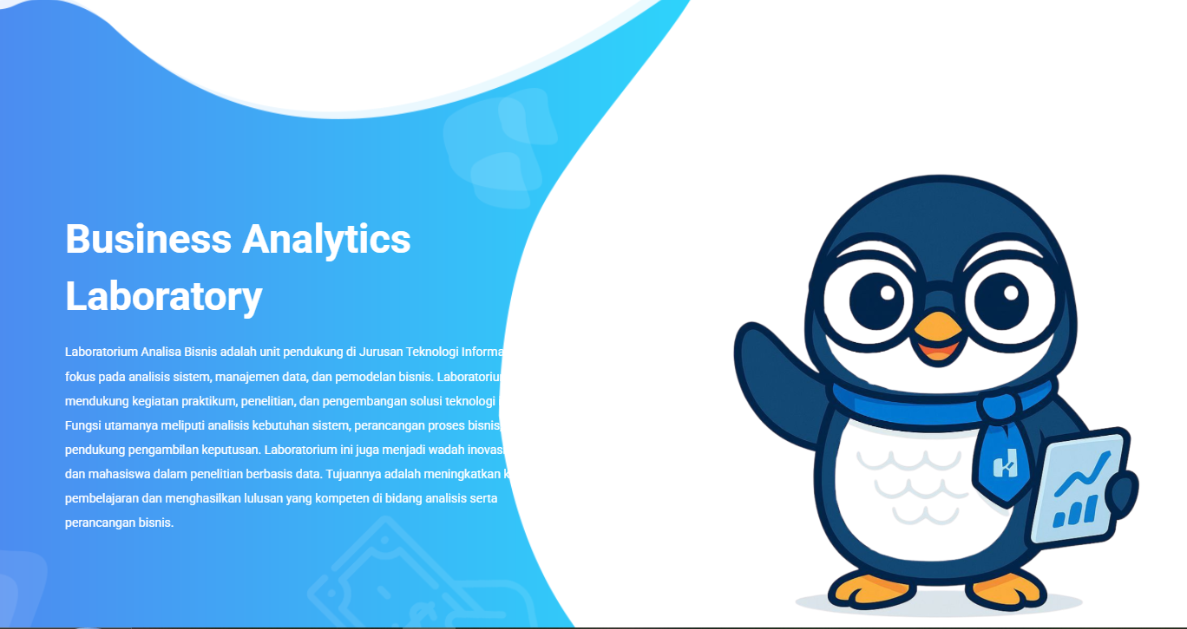 Business Analytics
Laboratory
Laboratorium Analisa Bisnis adalah unit pendukung di Jurusan Teknologi
fokus pada analisis sistem, manajemen data, dan pemodelan bisnis.
mendukung kegiatan praktikum, penelitian, dan pengembangan solusi teknologi
Fungsi utamanya meliputi analisis kebutuhan sistem, perancangan proses bisnis
pendukung pengambilan keputusan. Laboratorium ini juga menjadi wadah
dan mahasiswa dalam penelitian berbasis data. Tujuannya adalah meningkatkan
pembelajaran dan menghasilkan lulusan yang kompeten di bidang analisis serta
perancangan bisnis.